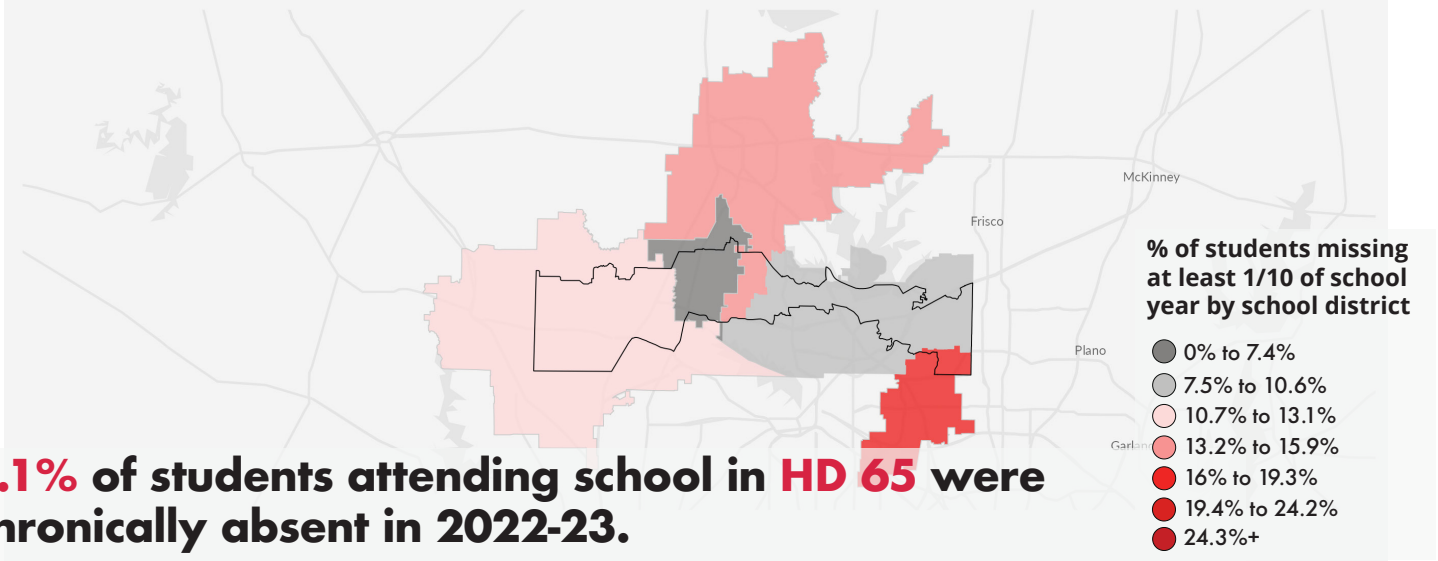 McKinney
Frisco
% of students missing
at least 1/10 of school
year by school district
Plano
0% to 7.4%
7.5% to 10.6%
10.7% to 13.1%
13.2% to 15.9%
16% to 19.3%
19.4% to 24.2%
24.3%+
Garland
.1% of students attending school in HD 65 were
hronically absent in 2022-23.